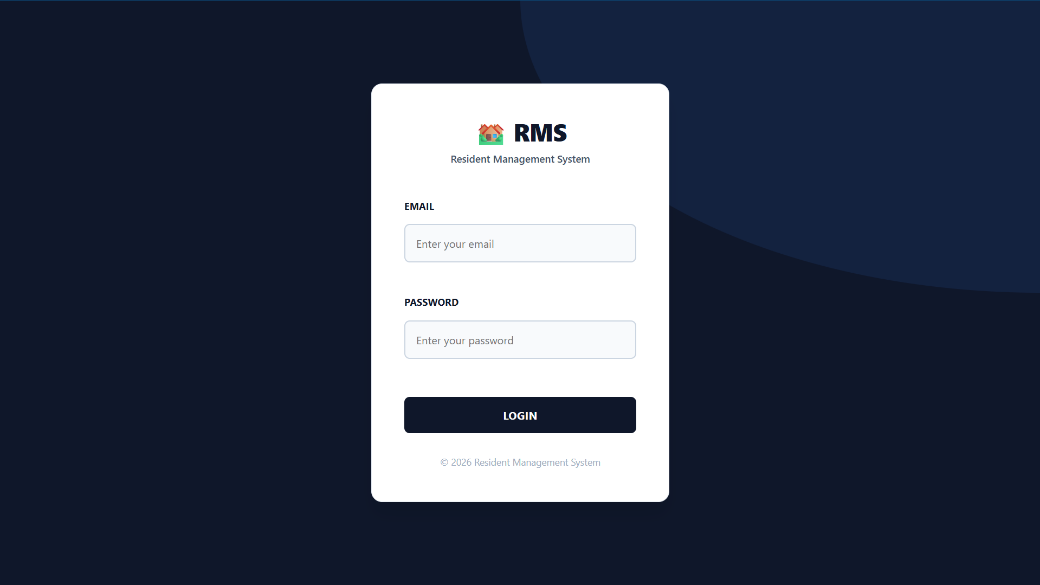 RMS
Resident Management System
EMAIL
Enter your email
PASSWORD
Enter your password
LOGIN
© 2026 Resident Management System